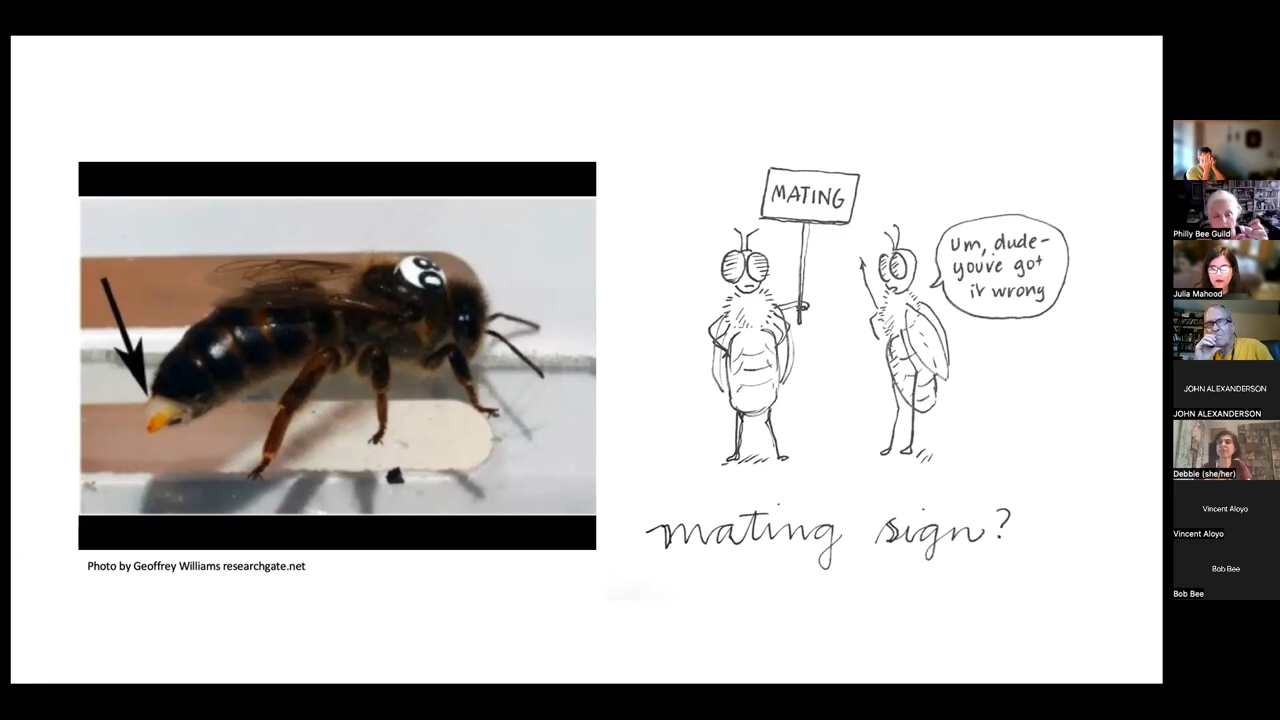 MATING
um, dude-
you've got
it wrong
mating sign?
Photo by Geoffrey Williams researchgate.net
Philly Bee Guild
Julia Mahood
JOHN ALEXANDERSON
JOHN ALEXANDERSON
Debbie (she/her)
Vincent Aloyo
Vincent Aloyo
Bob Bee
Bob Bee